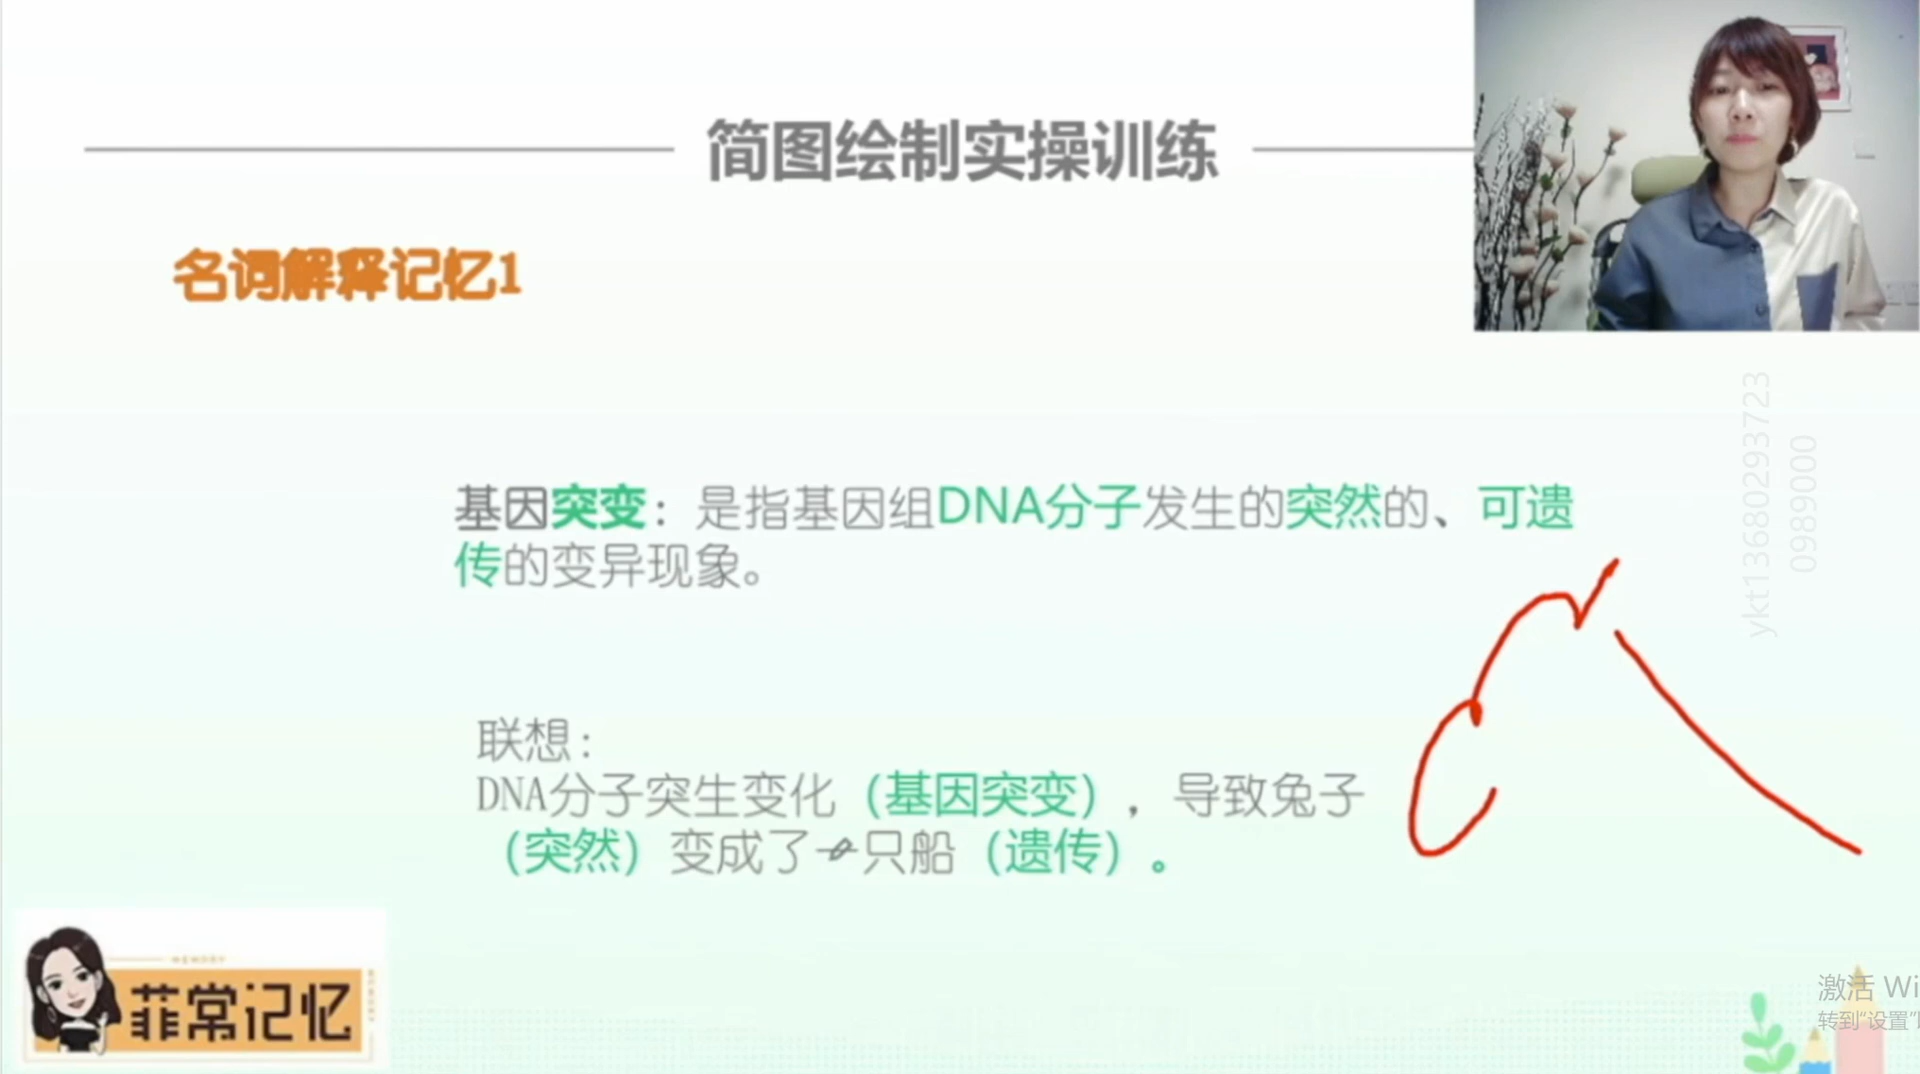 简图绘制实操训练
名词解释记忆1
基因突变：是指基因组DNA分子发生的突然的、可遗
传的变异现象。
联想：
DNA分子突生变化（基因突变），导致兔子
（突然）变成了一只船（遗传）。
ykt13680293723
0989000
MEMORY
菲常记忆
激活 Wi
转到"设置"